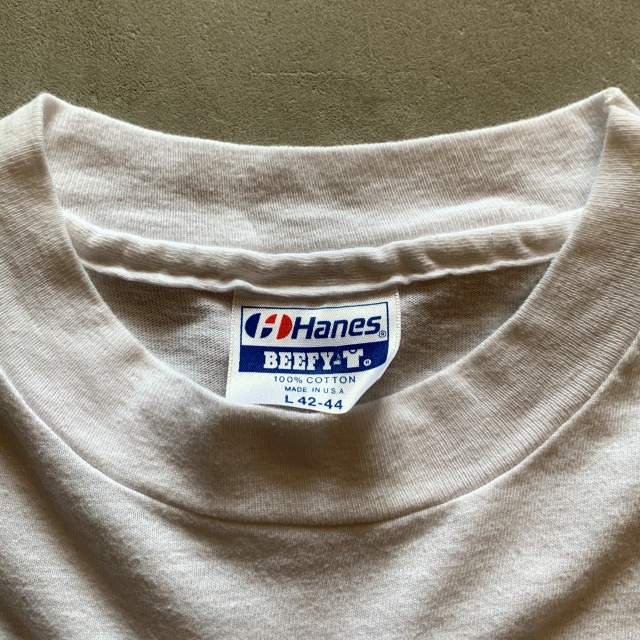 Hanes®
BEEFY-T®
100% COTTON
MADE IN U.S.A
L 42-44